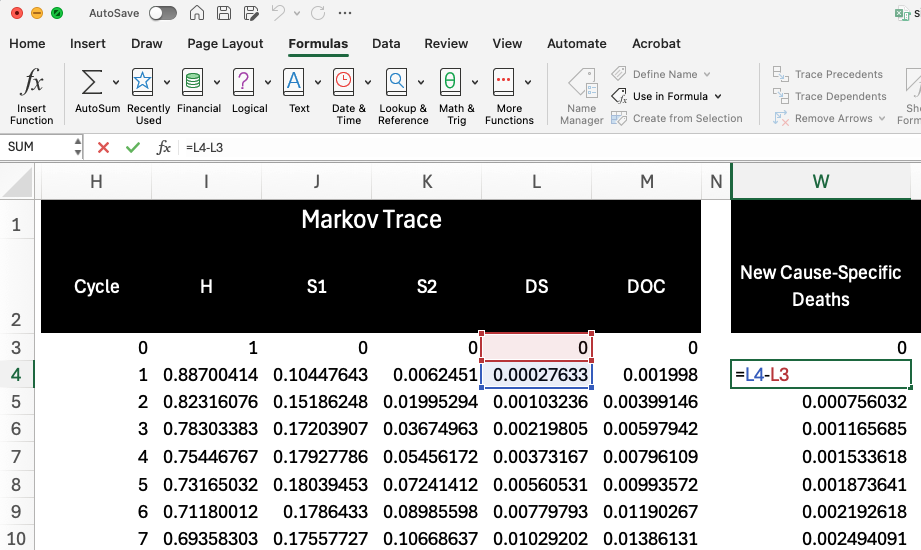 AutoSave
Home Insert Draw Page Layout Formulas Data Review View Automate Acrobat
Insert Function AutoSum Recently Used Financial Logical Text Date & Time Lookup & Reference Math & Trig More Functions
Name Manager
Define Name
Use in Formula
Create from Selection
Trace Precedents
Trace Dependents
Remove Arrows
SUM fx =L4-L3
H I J K L M N W
1 Markov Trace
2 Cycle H S1 S2 DS DOC New Cause-Specific Deaths
3 0 1 0 0 0 0 0
4 1 0.88700414 0.10447643 0.0062451 0.00027633 0.001998 =L4-L3
5 2 0.82316076 0.15186248 0.01995294 0.00103236 0.00399146 0.000756032
6 3 0.78303383 0.17203907 0.03674963 0.00219805 0.00597942 0.001165685
7 4 0.75446767 0.17927786 0.05456172 0.00373167 0.00796109 0.001533618
8 5 0.73165032 0.18039453 0.07241412 0.00560531 0.00993572 0.001873641
9 6 0.71180012 0.1786433 0.08985598 0.00779793 0.01190267 0.002192618
10 7 0.69358303 0.17557727 0.10668637 0.01029202 0.01386131 0.002494091